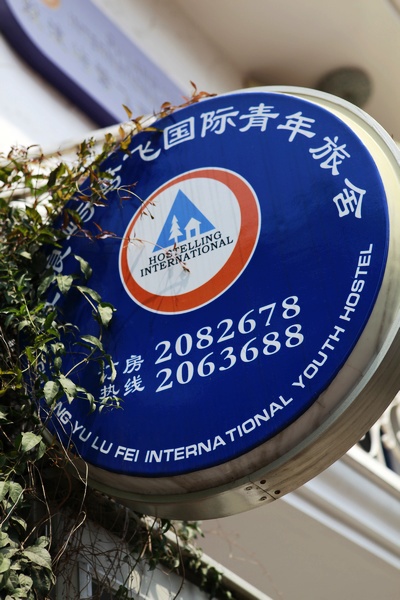 飞国际青年旅舍
HOSTELLING
INTERNATIONAL
订房 2082678
热线 2063688
YU LU FEI INTERNATIONAL YOUTH HOSTEL